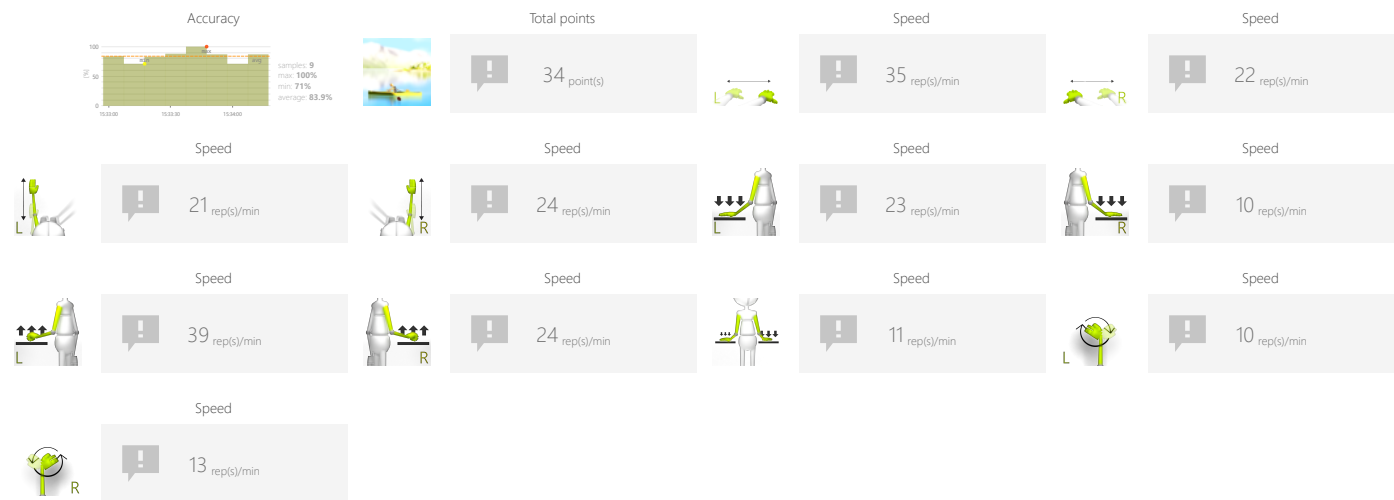 Accuracy
Total points
Speed
Speed
100
50
0
(%)
max
min
avg
15:33:00
15:33:30
15:34:00
samples: 9
max: 100%
min: 71%
average: 83.9%
34 point(s)
L
35 rep(s)/min
R
22 rep(s)/min
Speed
Speed
Speed
Speed
L
21 rep(s)/min
R
24 rep(s)/min
L
23 rep(s)/min
R
10 rep(s)/min
Speed
Speed
Speed
Speed
L
39 rep(s)/min
R
24 rep(s)/min
11 rep(s)/min
L
10 rep(s)/min
Speed
R
13 rep(s)/min